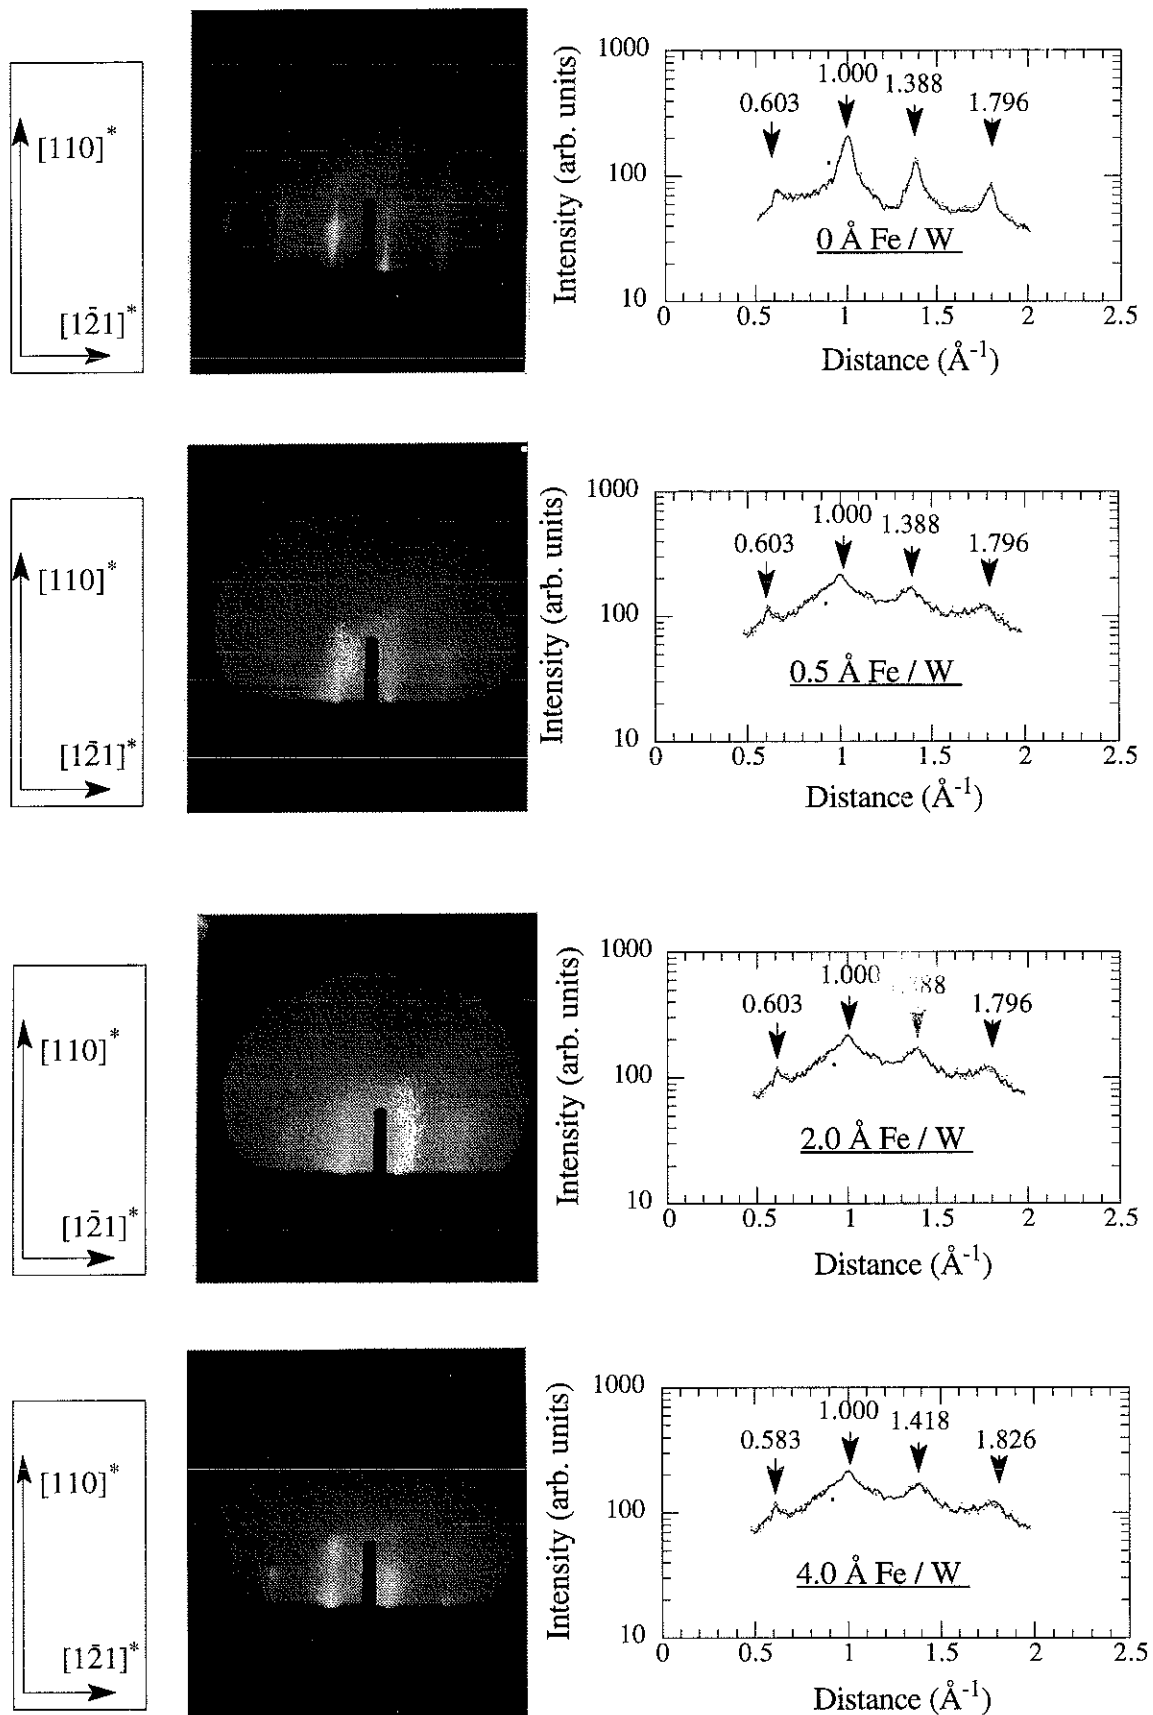 [110]*
[12̄1]*
Intensity (arb. units)
1000
100
10
0.603
1.000
1.388
1.796
0 Å Fe / W
0 0.5 1 1.5 2 2.5
Distance (Å-1)
[110]*
[12̄1]*
Intensity (arb. units)
1000
100
10
0.603
1.000
1.388
1.796
0.5 Å Fe / W
0 0.5 1 1.5 2 2.5
Distance (Å-1)
[110]*
[12̄1]*
Intensity (arb. units)
1000
100
10
0.603
1.000
1.796
2.0 Å Fe / W
0 0.5 1 1.5 2 2.5
Distance (Å-1)
[110]*
[12̄1]*
Intensity (arb. units)
1000
100
10
0.583
1.000
1.418
1.826
4.0 Å Fe / W
0 0.5 1 1.5 2 2.5
Distance (Å-1)